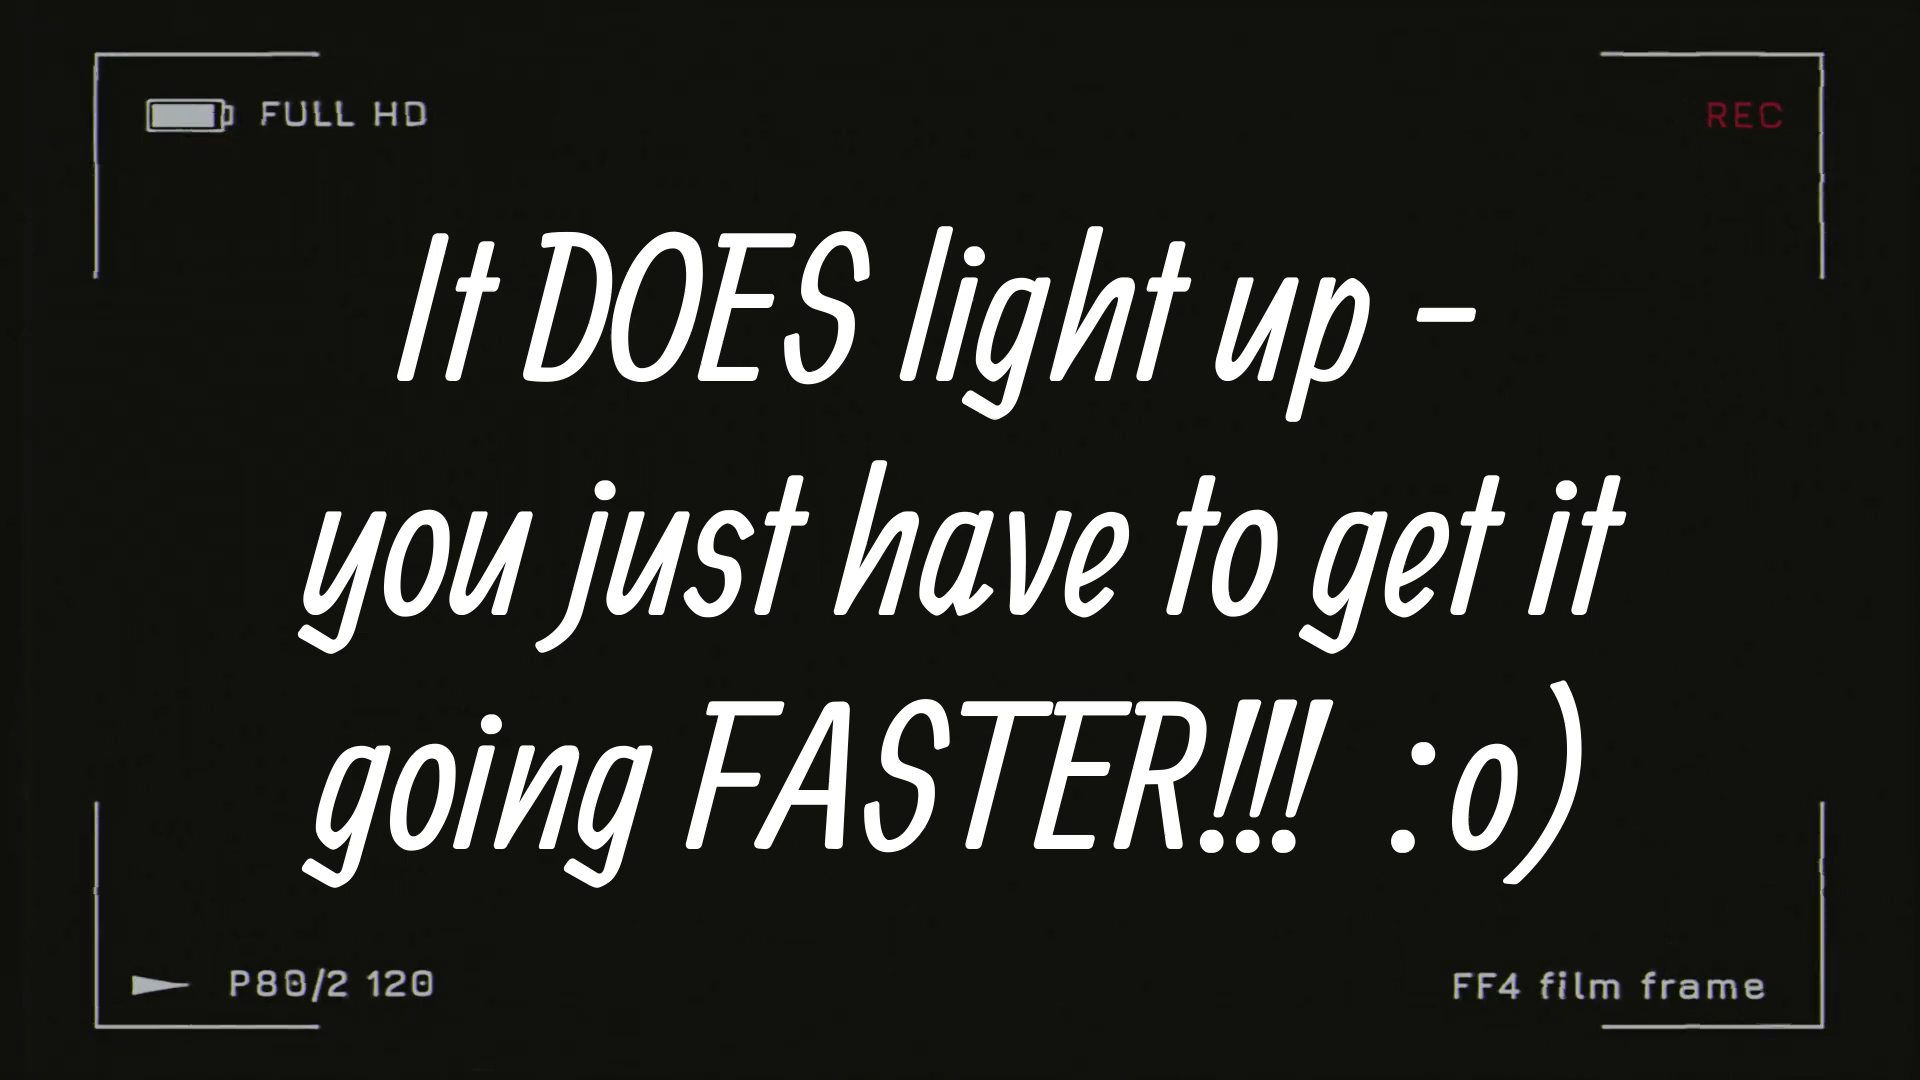 FULL HD
REC
It DOES light up -
you just have to get it
going FASTER!!! :o)
P80/2 120
FF4 film frame